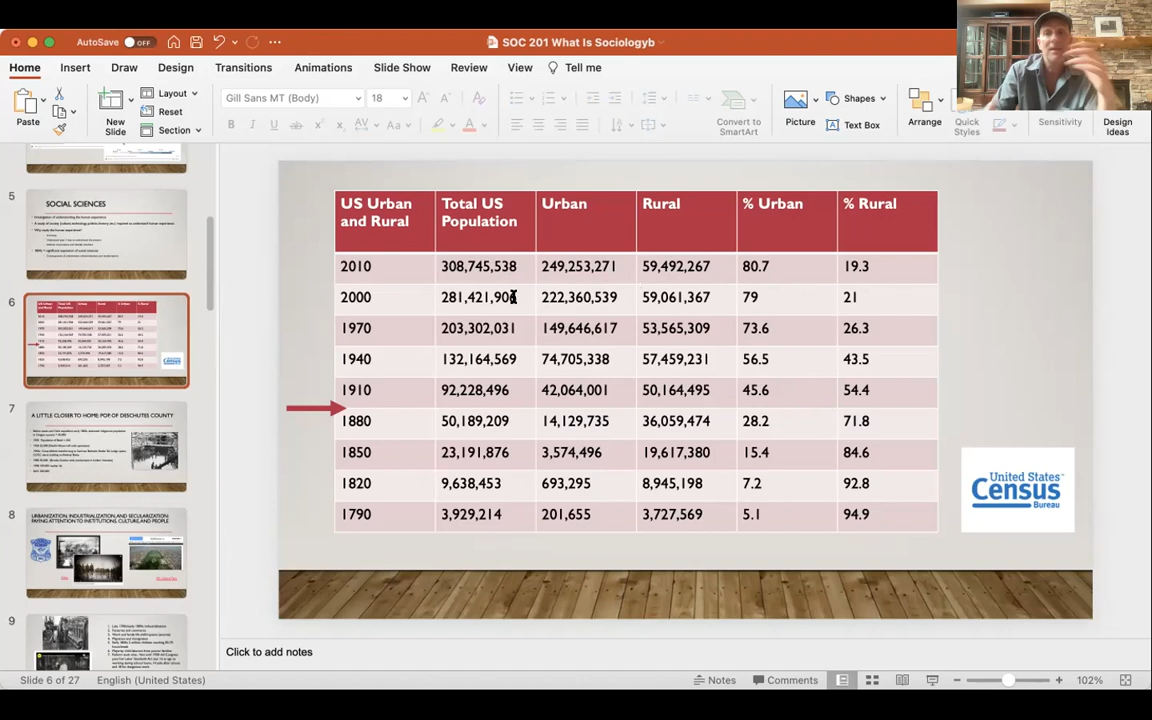 AutoSave OFF
SOC 201 What Is Sociologyb
Home Insert Draw Design Transitions Animations Slide Show Review View Tell me
Paste
New Slide
Layout
Reset
Section
Gill Sans MT (Body) 18
Convert to SmartArt
Picture
Shapes
Text Box
Arrange
Quick Styles
Sensitivity
Design Ideas
5
SOCIAL SCIENCES
6
7
A LITTLE CLOSER TO HOME: POP. OF DESCHUTES COUNTY
8
URBANIZATION, INDUSTRIALIZATION, AND SECULARIZATION:
PAYING ATTENTION TO INSTITUTIONS, CULTURE, AND PEOPLE
9
US Urban and Rural Total US Population Urban Rural % Urban % Rural
2010 308,745,538 249,253,271 59,492,267 80.7 19.3
2000 281,421,906 222,360,539 59,061,367 79 21
1970 203,302,031 149,646,617 53,565,309 73.6 26.3
1940 132,164,569 74,705,338 57,459,231 56.5 43.5
1910 92,228,496 42,064,001 50,164,495 45.6 54.4
1880 50,189,209 14,129,735 36,059,474 28.2 71.8
1850 23,191,876 3,574,496 19,617,380 15.4 84.6
1820 9,638,453 693,295 8,945,198 7.2 92.8
1790 3,929,214 201,655 3,727,569 5.1 94.9
United States
Census
Bureau
Click to add notes
Slide 6 of 27 English (United States) Notes Comments 102%